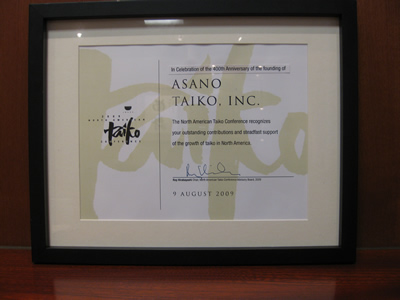 In Celebration of the 400th Anniversary of the founding of
ASANO
TAIKO, INC.
The North American Taiko Conference recognizes
your outstanding contributions and steadfast support
of the growth of taiko in North America.
taiko
9 AUGUST 2009